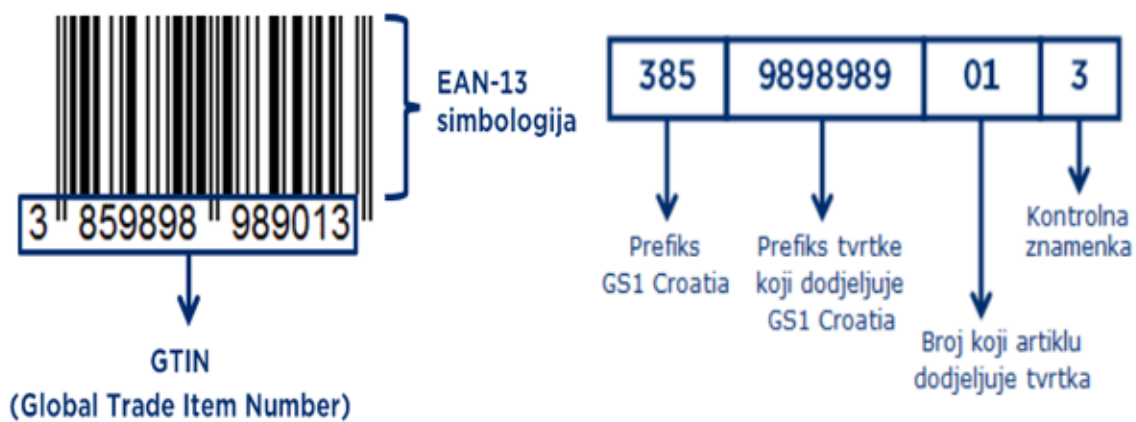 EAN-13
simbologija
3 859898 989013
GTIN
(Global Trade Item Number)
385 9898989 01 3
Prefiks
GS1 Croatia
Prefiks tvrtke
koji dodjeljuje
GS1 Croatia
Broj koji artiklu
dodjeljuje tvrtka
Kontrolna
znamenka